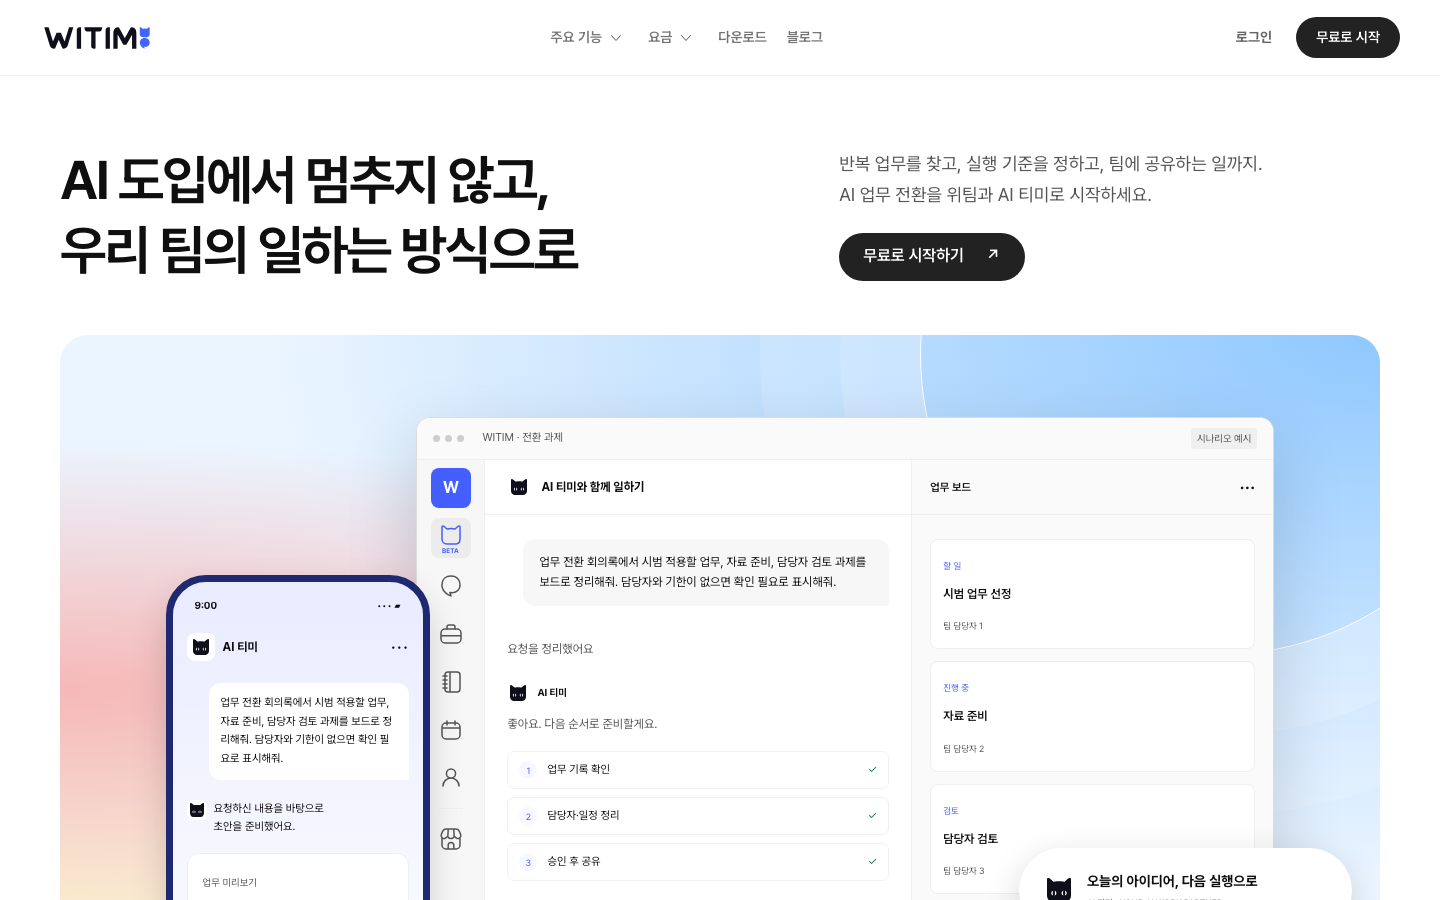 WITIM
주요 기능
요금
다운로드
블로그
로그인
무료로 시작
AI 도입에서 멈추지 않고,
우리 팀의 일하는 방식으로
반복 업무를 찾고, 실행 기준을 정하고, 팀에 공유하는 일까지.
AI 업무 전환을 위팀과 AI 티미로 시작하세요.
무료로 시작하기
WITIM · 전환 과제
시나리오 예시
W
BETA
AI 티미와 함께 일하기
업무 전환 회의록에서 시범 적용할 업무, 자료 준비, 담당자 검토 과제를
보드로 정리해줘. 담당자와 기한이 없으면 확인 필요로 표시해줘.
요청을 정리했어요
AI 티미
좋아요. 다음 순서로 준비할게요.
1 업무 기록 확인
2 담당자·일정 정리
3 승인 후 공유
업무 보드
할 일
시범 업무 선정
팀 담당자 1
진행 중
자료 준비
팀 담당자 2
검토
담당자 검토
팀 담당자 3
9:00
AI 티미
업무 전환 회의록에서 시범 적용할 업무,
자료 준비, 담당자 검토 과제를 보드로 정
리해줘. 담당자와 기한이 없으면 확인 필
요로 표시해줘.
요청하신 내용을 바탕으로
초안을 준비했어요.
업무 미리보기
오늘의 아이디어, 다음 실행으로